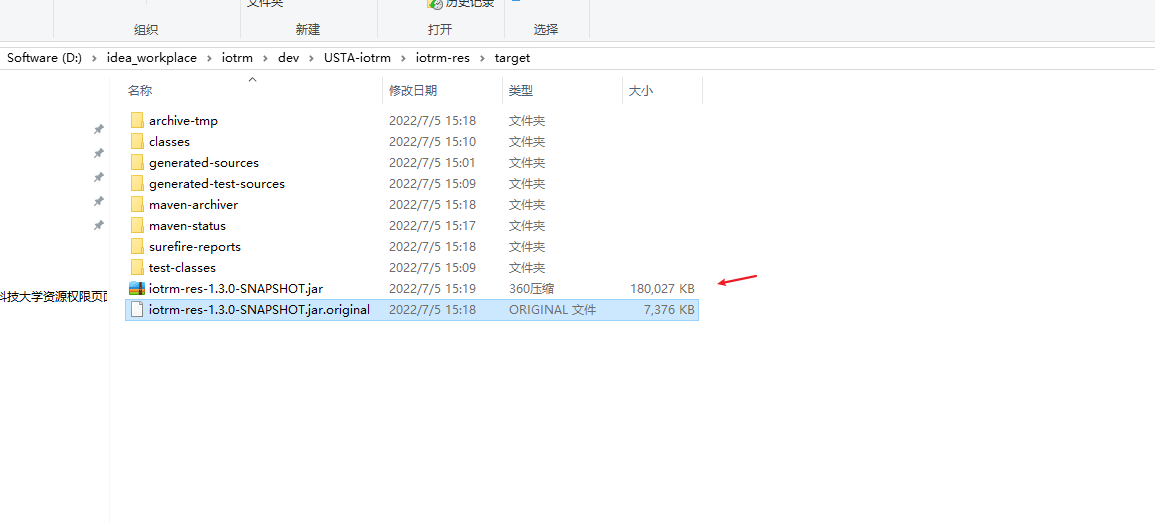 文件夹
历史记录
组织 新建 打开 选择
Software (D:) › idea_workplace › iotrm › dev › USTA-iotrm › iotrm-res › target
名称 修改日期 类型 大小
archive-tmp 2022/7/5 15:18 文件夹
classes 2022/7/5 15:10 文件夹
generated-sources 2022/7/5 15:01 文件夹
generated-test-sources 2022/7/5 15:09 文件夹
maven-archiver 2022/7/5 15:18 文件夹
maven-status 2022/7/5 15:17 文件夹
surefire-reports 2022/7/5 15:18 文件夹
test-classes 2022/7/5 15:09 文件夹
科技大学资源权限页面
iotrm-res-1.3.0-SNAPSHOT.jar 2022/7/5 15:19 360压缩 180,027 KB
iotrm-res-1.3.0-SNAPSHOT.jar.original 2022/7/5 15:18 ORIGINAL 文件 7,376 KB